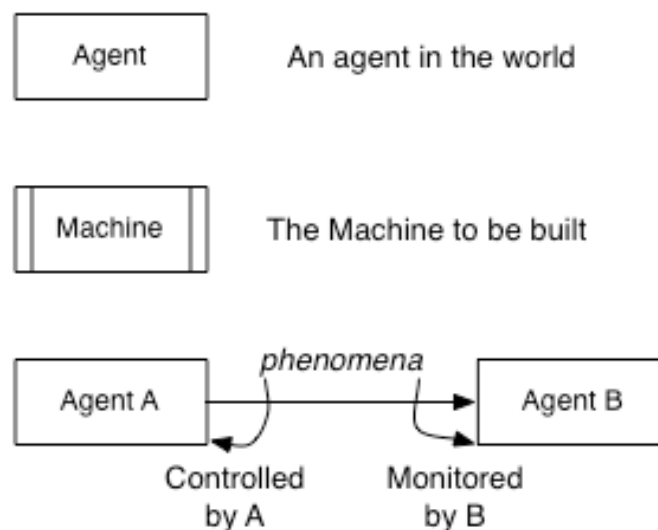 Agent
An agent in the world
Machine
The Machine to be built
phenomena
Agent A
Agent B
Controlled
by A
Monitored
by B